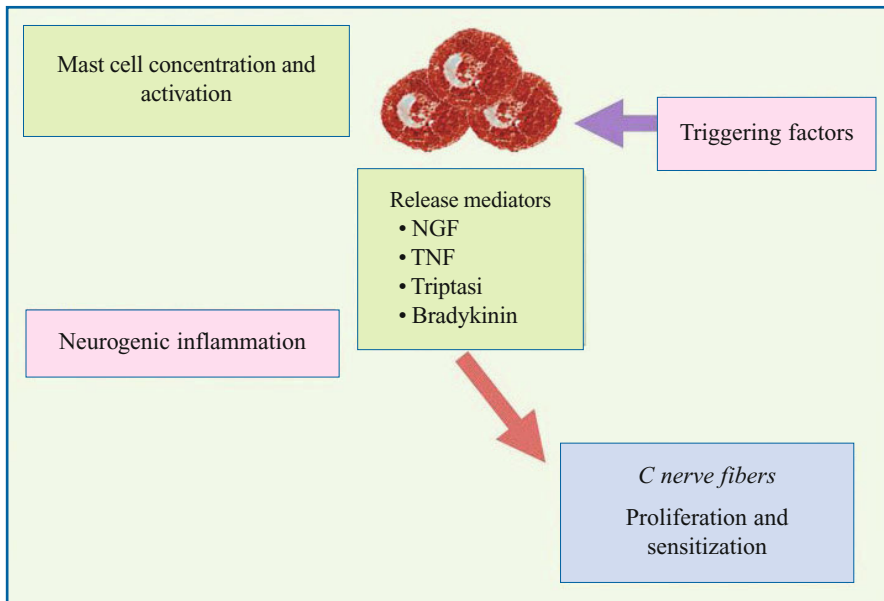 Mast cell concentration and
activation
Triggering factors
Release mediators
• NGF
• TNF
• Triptasi
• Bradykinin
Neurogenic inflammation
C nerve fibers
Proliferation and
sensitization